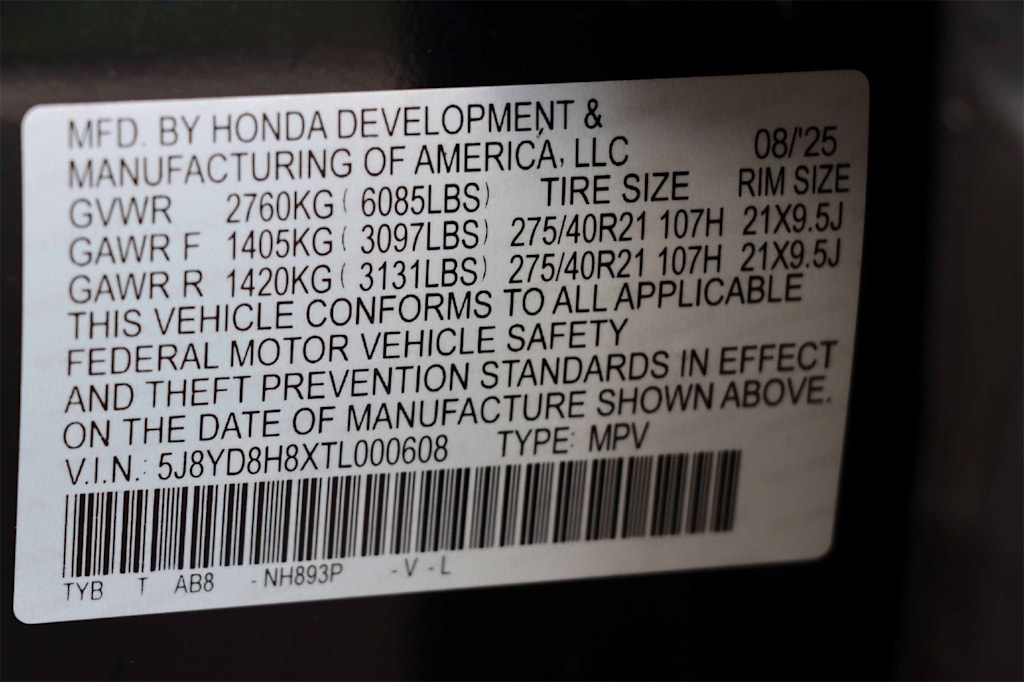 MFD. BY HONDA DEVELOPMENT &
MANUFACTURING OF AMERICA, LLC 08/'25
GVWR 2760KG ( 6085LBS) TIRE SIZE RIM SIZE
GAWR F 1405KG ( 3097LBS) 275/40R21 107H 21X9.5J
GAWR R 1420KG ( 3131LBS) 275/40R21 107H 21X9.5J
THIS VEHICLE CONFORMS TO ALL APPLICABLE
FEDERAL MOTOR VEHICLE SAFETY
AND THEFT PREVENTION STANDARDS IN EFFECT
ON THE DATE OF MANUFACTURE SHOWN ABOVE.
V.I.N.: 5J8YD8H8XTL000608 TYPE: MPV
TYB T AB8 -NH893P -V-L